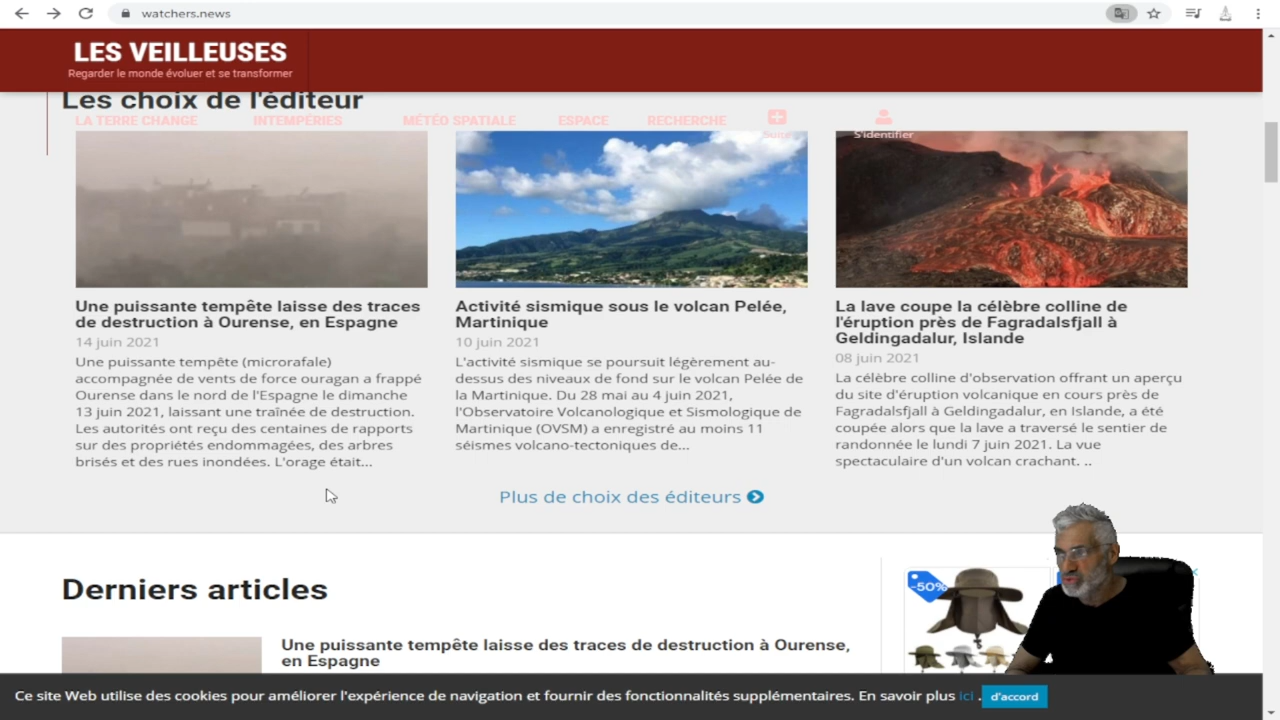 watchers.news
LES VEILLEUSES
Regarder le monde évoluer et se transformer
Les choix de l'éditeur
LA TERRE CHANGE INTEMPÉRIES MÉTÉO SPATIALE ESPACE RECHERCHE Suite S'identifier
Une puissante tempête laisse des traces
de destruction à Ourense, en Espagne
14 juin 2021
Une puissante tempête (microrafale)
accompagnée de vents de force ouragan a frappé
Ourense dans le nord de l'Espagne le dimanche
13 juin 2021, laissant une traînée de destruction.
Les autorités ont reçu des centaines de rapports
sur des propriétés endommagées, des arbres
brisés et des rues inondées. L'orage était...
Activité sismique sous le volcan Pelée,
Martinique
10 juin 2021
L'activité sismique se poursuit légèrement au-
dessus des niveaux de fond sur le volcan Pelée de
la Martinique. Du 28 mai au 4 juin 2021,
l'Observatoire Volcanologique et Sismologique de
Martinique (OVSM) a enregistré au moins 11
séismes volcano-tectoniques de...
La lave coupe la célèbre colline de
l'éruption près de Fagradalsfjall à
Geldingadalur, Islande
08 juin 2021
La célèbre colline d'observation offrant un aperçu
du site d'éruption volcanique en cours près de
Fagradalsfjall à Geldingadalur, en Islande, a été
coupée alors que la lave a traversé le sentier de
randonnée le lundi 7 juin 2021. La vue
spectaculaire d'un volcan crachant. ..
Plus de choix des éditeurs
Derniers articles
Une puissante tempête laisse des traces de destruction à Ourense,
en Espagne
-50%
Ce site Web utilise des cookies pour améliorer l'expérience de navigation et fournir des fonctionnalités supplémentaires. En savoir plus ici . d'accord